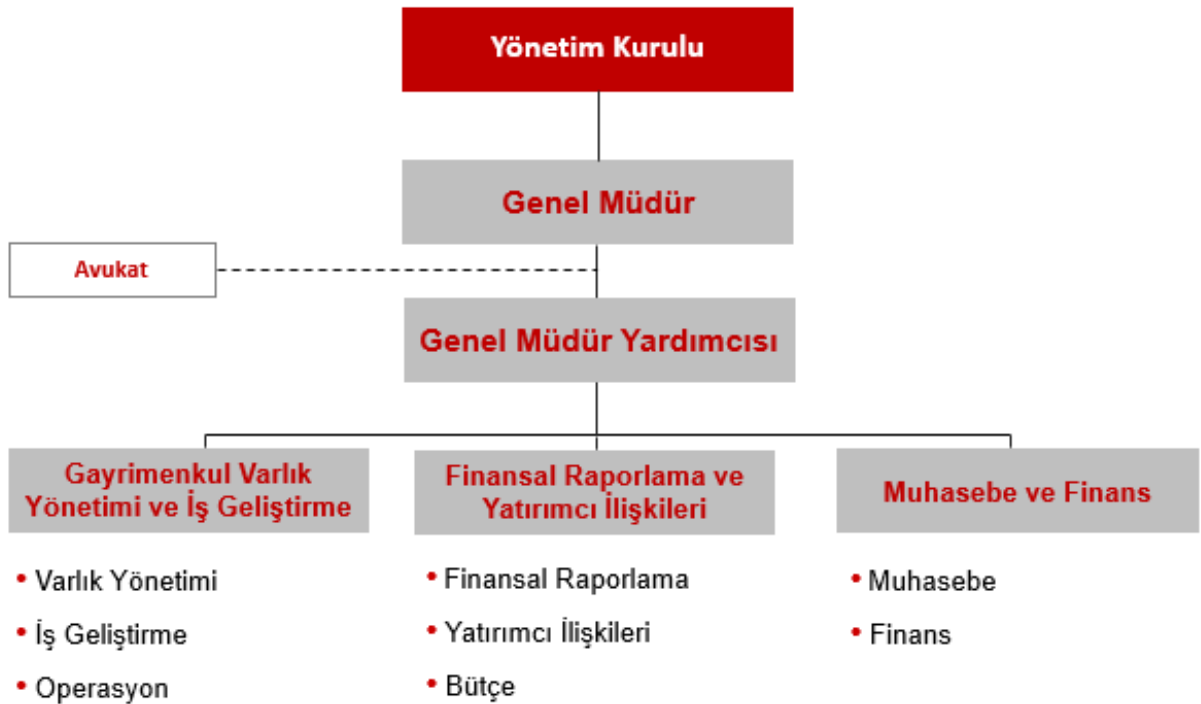 Yönetim Kurulu
Genel Müdür
Avukat
Genel Müdür Yardımcısı
Gayrimenkul Varlık
Yönetimi ve İş Geliştirme
• Varlık Yönetimi
• İş Geliştirme
• Operasyon
Finansal Raporlama ve
Yatırımcı İlişkileri
• Finansal Raporlama
• Yatırımcı İlişkileri
• Bütçe
Muhasebe ve Finans
• Muhasebe
• Finans